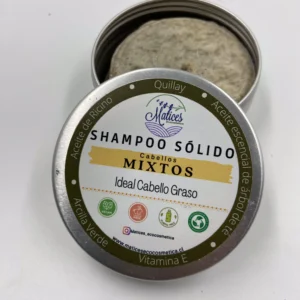 Matices
SHAMPOO SÓLIDO
Cabellos
MIXTOS
Ideal Cabello Graso
Quillay
Aceite escencial de árbol de té
Vitamina E
Arcilla Verde
Aceite de Ricino